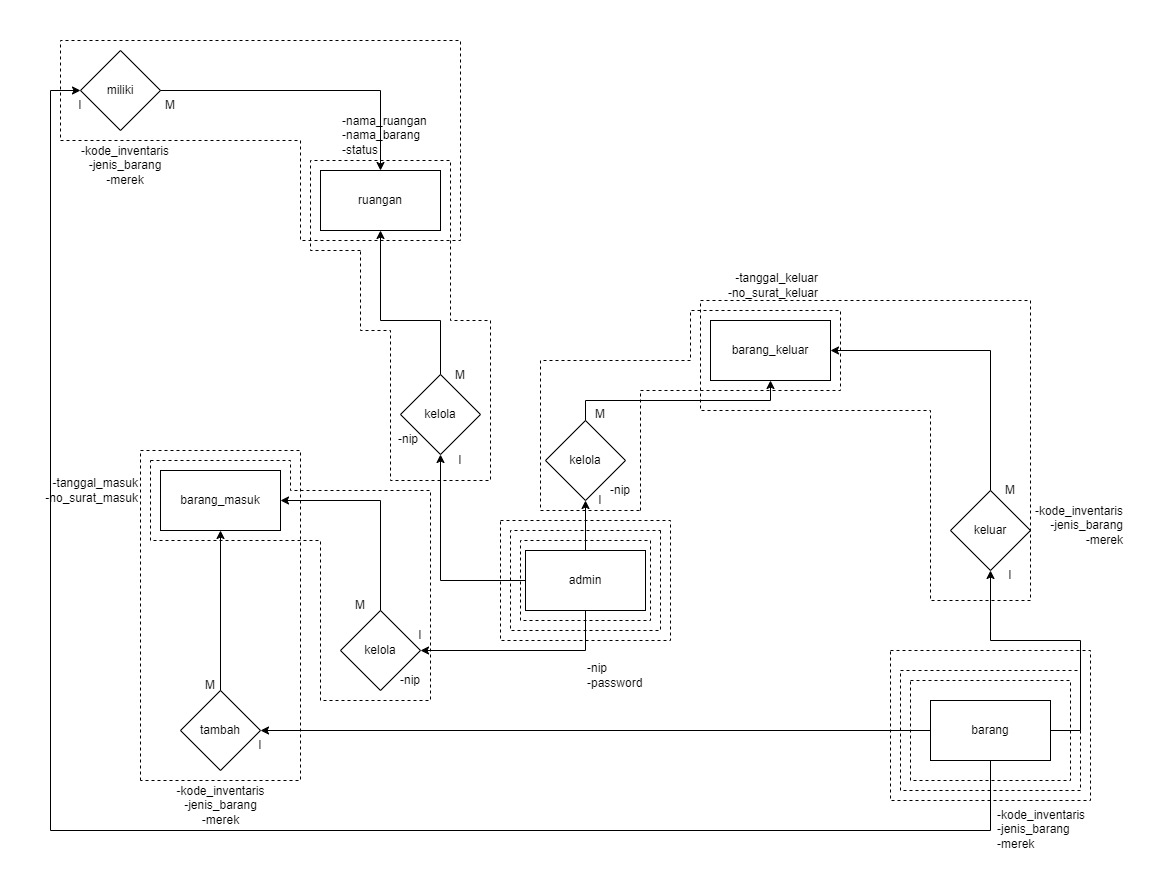 miliki
I
M
-kode_inventaris
-jenis_barang
-merek
-nama_ruangan
-nama_barang
-status
ruangan
M
kelola
-nip
I
-tanggal_keluar
-no_surat_keluar
barang_keluar
M
kelola
-nip
I
M
keluar
I
-kode_inventaris
-jenis_barang
-merek
-tanggal_masuk
-no_surat_masuk
barang_masuk
admin
-nip
-password
M
I
kelola
-nip
M
tambah
I
-kode_inventaris
-jenis_barang
-merek
barang
-kode_inventaris
-jenis_barang
-merek